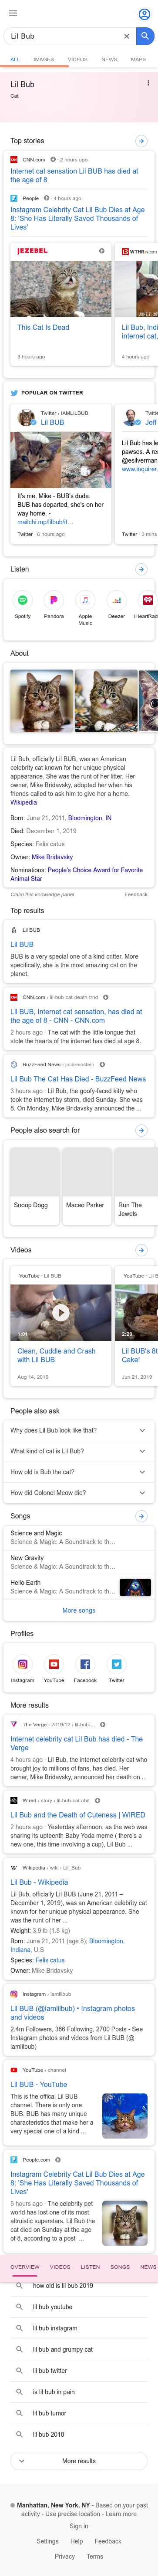 Lil Bub
ALL IMAGES VIDEOS NEWS MAPS
Lil Bub
Cat
Top stories
CNN.com 2 hours ago
Internet cat sensation Lil BUB has died at
the age of 8
People 4 hours ago
Instagram Celebrity Cat Lil Bub Dies at Age
8: 'She Has Literally Saved Thousands of
Lives'
JEZEBEL
WTHR.com
This Cat Is Dead
Lil Bub, Indi
internet cat,
3 hours ago
4 hours ago
POPULAR ON TWITTER
Twitter › IAMLILBUB
Lil BUB
Twitte
Jeff
It's me, Mike - BUB's dude.
BUB has departed, she's on her
way home. -
mailchi.mp/lilbub/it…
Lil Bub has le
pawses. A re
@esilverman
www.inquirer.
Twitter · 6 hours ago
Twitter · 3 mins
Listen
Spotify
Pandora
Apple
Music
Deezer
iHeartRadi
About
Lil Bub, officially Lil BUB, was an American
celebrity cat known for her unique physical
appearance. She was the runt of her litter. Her
owner, Mike Bridavsky, adopted her when his
friends called to ask him to give her a home.
Wikipedia
Born: June 21, 2011, Bloomington, IN
Died: December 1, 2019
Species: Felis catus
Owner: Mike Bridavsky
Nominations: People's Choice Award for Favorite
Animal Star
Claim this knowledge panel
Feedback
Top results
Lil BUB
Lil BUB
BUB is a very special kind of a critter. More
specifically, she is the most amazing cat on the
planet.
CNN.com › lil-bub-cat-death-trnd
Lil BUB, Internet cat sensation, has died at
the age of 8 - CNN - CNN.com
2 hours ago · The cat with the little tongue that
stole the hearts of the internet has died at age 8.
BuzzFeed News › juliareinstein
Lil Bub The Cat Has Died - BuzzFeed News
3 hours ago · Lil Bub, the goofy-faced kitty who
took the internet by storm, died Sunday. She was
8. On Monday, Mike Bridavsky announced the ...
People also search for
Snoop Dogg
Maceo Parker
Run The
Jewels
Videos
YouTube · Lil BUB
YouTube · Lil B
1:01
2:20
Clean, Cuddle and Crash
with Lil BUB
Lil BUB's 8t
Cake!
Aug 14, 2019
Jun 21, 2019
People also ask
Why does Lil Bub look like that?
What kind of cat is Lil Bub?
How old is Bub the cat?
How did Colonel Meow die?
Songs
Science and Magic
Science & Magic: A Soundtrack to th…
New Gravity
Science & Magic: A Soundtrack to th…
Hello Earth
Science & Magic: A Soundtrack to th…
More songs
Profiles
Instagram
YouTube
Facebook
Twitter
More results
The Verge › 2019/12 › lil-bub-...
Internet celebrity cat Lil Bub has died - The
Verge
4 hours ago · Lil Bub, the internet cat who
brought joy to millions of fans, has died. Her
owner, Mike Bridavsky, announced her death on ...
Wired › story › lil-bub-cat-obit
Lil Bub and the Death of Cuteness | WIRED
2 hours ago · Yesterday afternoon, as the web was
sharing its upteenth Baby Yoda meme ( there's a
new one, this time involving a cup), Lil Bub ...
Wikipedia › wiki › Lil_Bub
Lil Bub - Wikipedia
Lil Bub, officially Lil BUB (June 21, 2011 –
December 1, 2019), was an American celebrity cat
known for her unique physical appearance. She
was the runt of her ...
Weight: 3.9 lb (1.8 kg)
Born: June 21, 2011 (age 8); Bloomington,
Indiana, U.S
Species: Felis catus
Owner: Mike Bridavsky
Instagram › iamlilbub
Lil BUB (@iamlilbub) • Instagram photos
and videos
2.4m Followers, 386 Following, 2700 Posts - See
Instagram photos and videos from Lil BUB (@
iamlilbub)
YouTube › channel
Lil BUB - YouTube
This is the offical Lil BUB
channel. There is only one
BUB. BUB has many unique
characteristics that make her a
very special one of a kind ...
People.com
Instagram Celebrity Cat Lil Bub Dies at Age
8: 'She Has Literally Saved Thousands of
Lives'
5 hours ago · The celebrity pet
world has lost one of its most
altruistic superstars. Lil Bub the
cat died on Sunday at the age
of 8, according to a post ...
OVERVIEW VIDEOS LISTEN SONGS NEWS
how old is lil bub 2019
lil bub youtube
lil bub instagram
lil bub and grumpy cat
lil bub twitter
is lil bub in pain
lil bub tumor
lil bub 2018
More results
Manhattan, New York, NY - Based on your past
activity - Use precise location - Learn more
Sign in
Settings Help Feedback
Privacy Terms